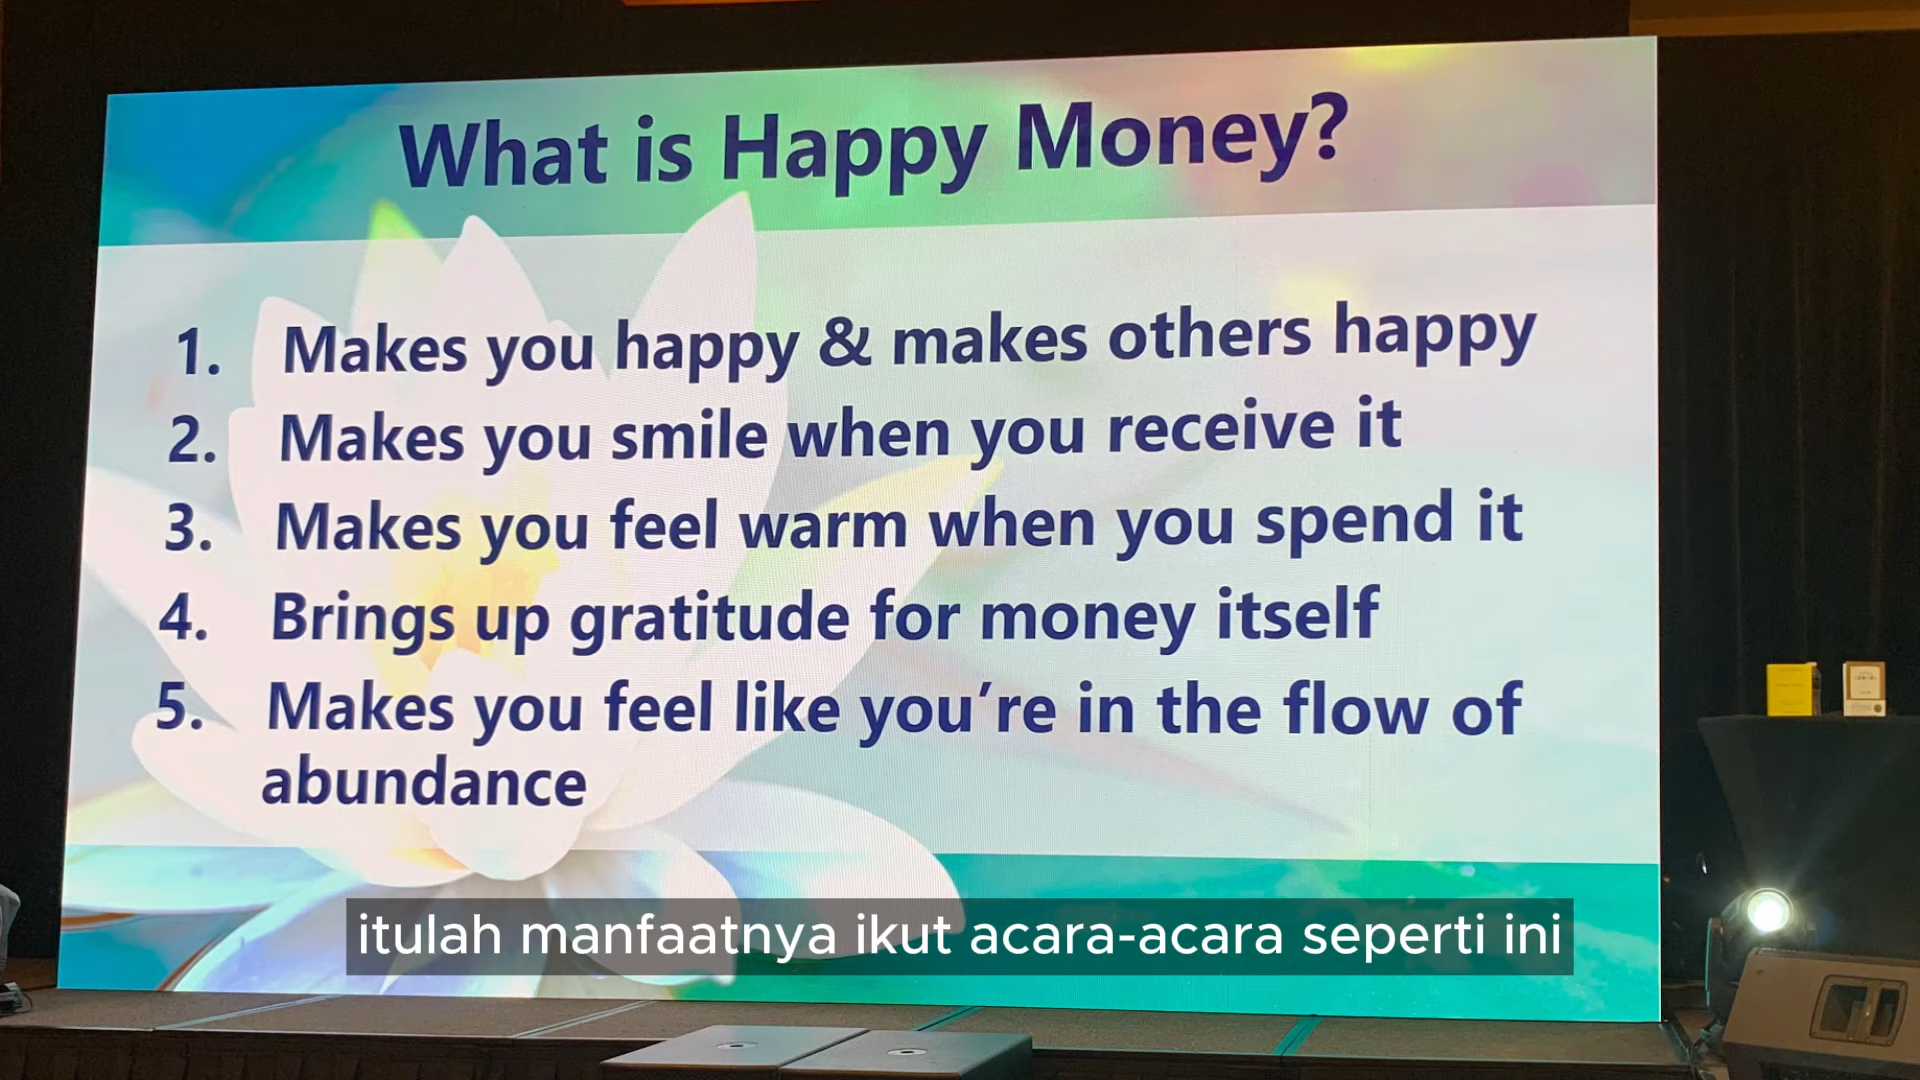 What is Happy Money?
1. Makes you happy & makes others happy
2. Makes you smile when you receive it
3. Makes you feel warm when you spend it
4. Brings up gratitude for money itself
5. Makes you feel like you’re in the flow of
abundance
itulah manfaatnya ikut acara-acara seperti ini